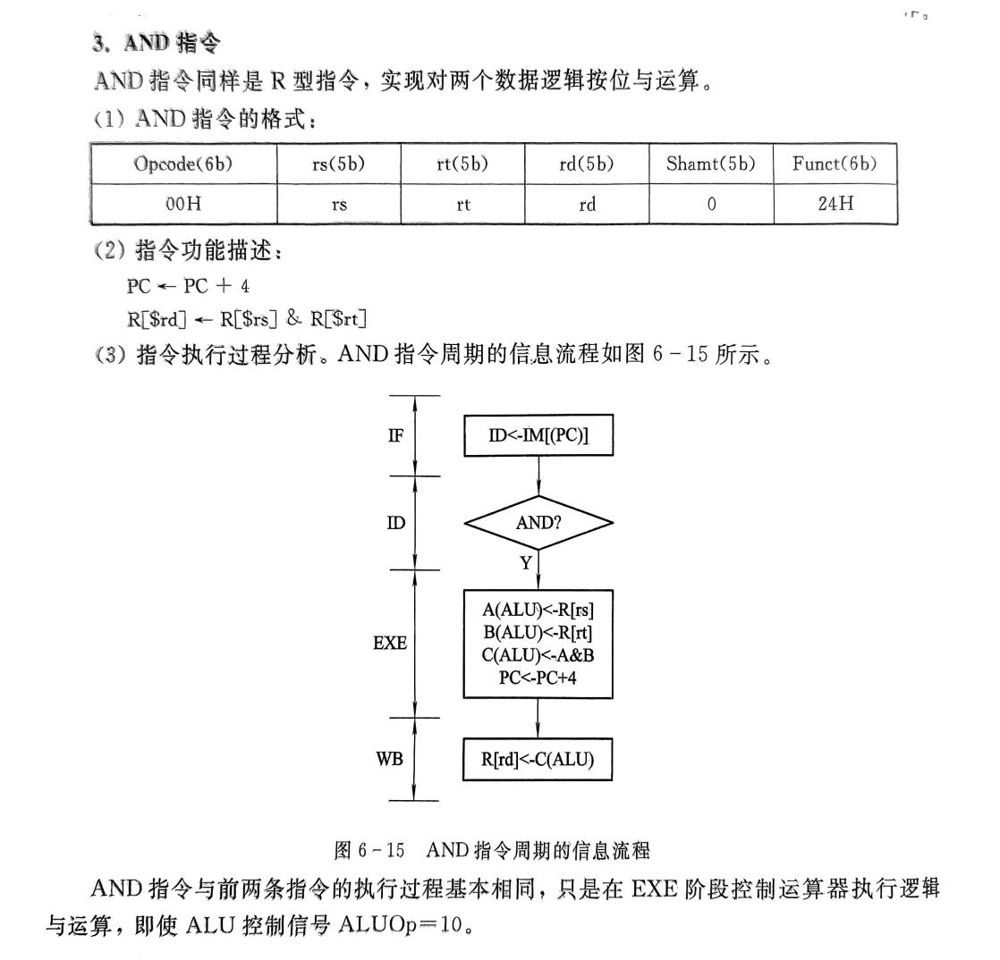 3. AND 指令
AND 指令同样是 R 型指令，实现对两个数据逻辑按位与运算。
(1) AND 指令的格式：
Opcode(6b) rs(5b) rt(5b) rd(5b) Shamt(5b) Funct(6b)
00H rs rt rd 0 24H
(2) 指令功能描述：
PC ← PC + 4
R[$rd] ← R[$rs] & R[$rt]
(3) 指令执行过程分析。AND 指令周期的信息流程如图 6-15 所示。
IF ID<-IM[(PC)]
ID AND?
Y
A(ALU)<-R[rs]
B(ALU)<-R[rt]
EXE
C(ALU)<-A&B
PC<-PC+4
WB R[rd]<-C(ALU)
图 6-15 AND 指令周期的信息流程
AND 指令与前两条指令的执行过程基本相同，只是在 EXE 阶段控制运算器执行逻辑
与运算，即使 ALU 控制信号 ALUOp=10。